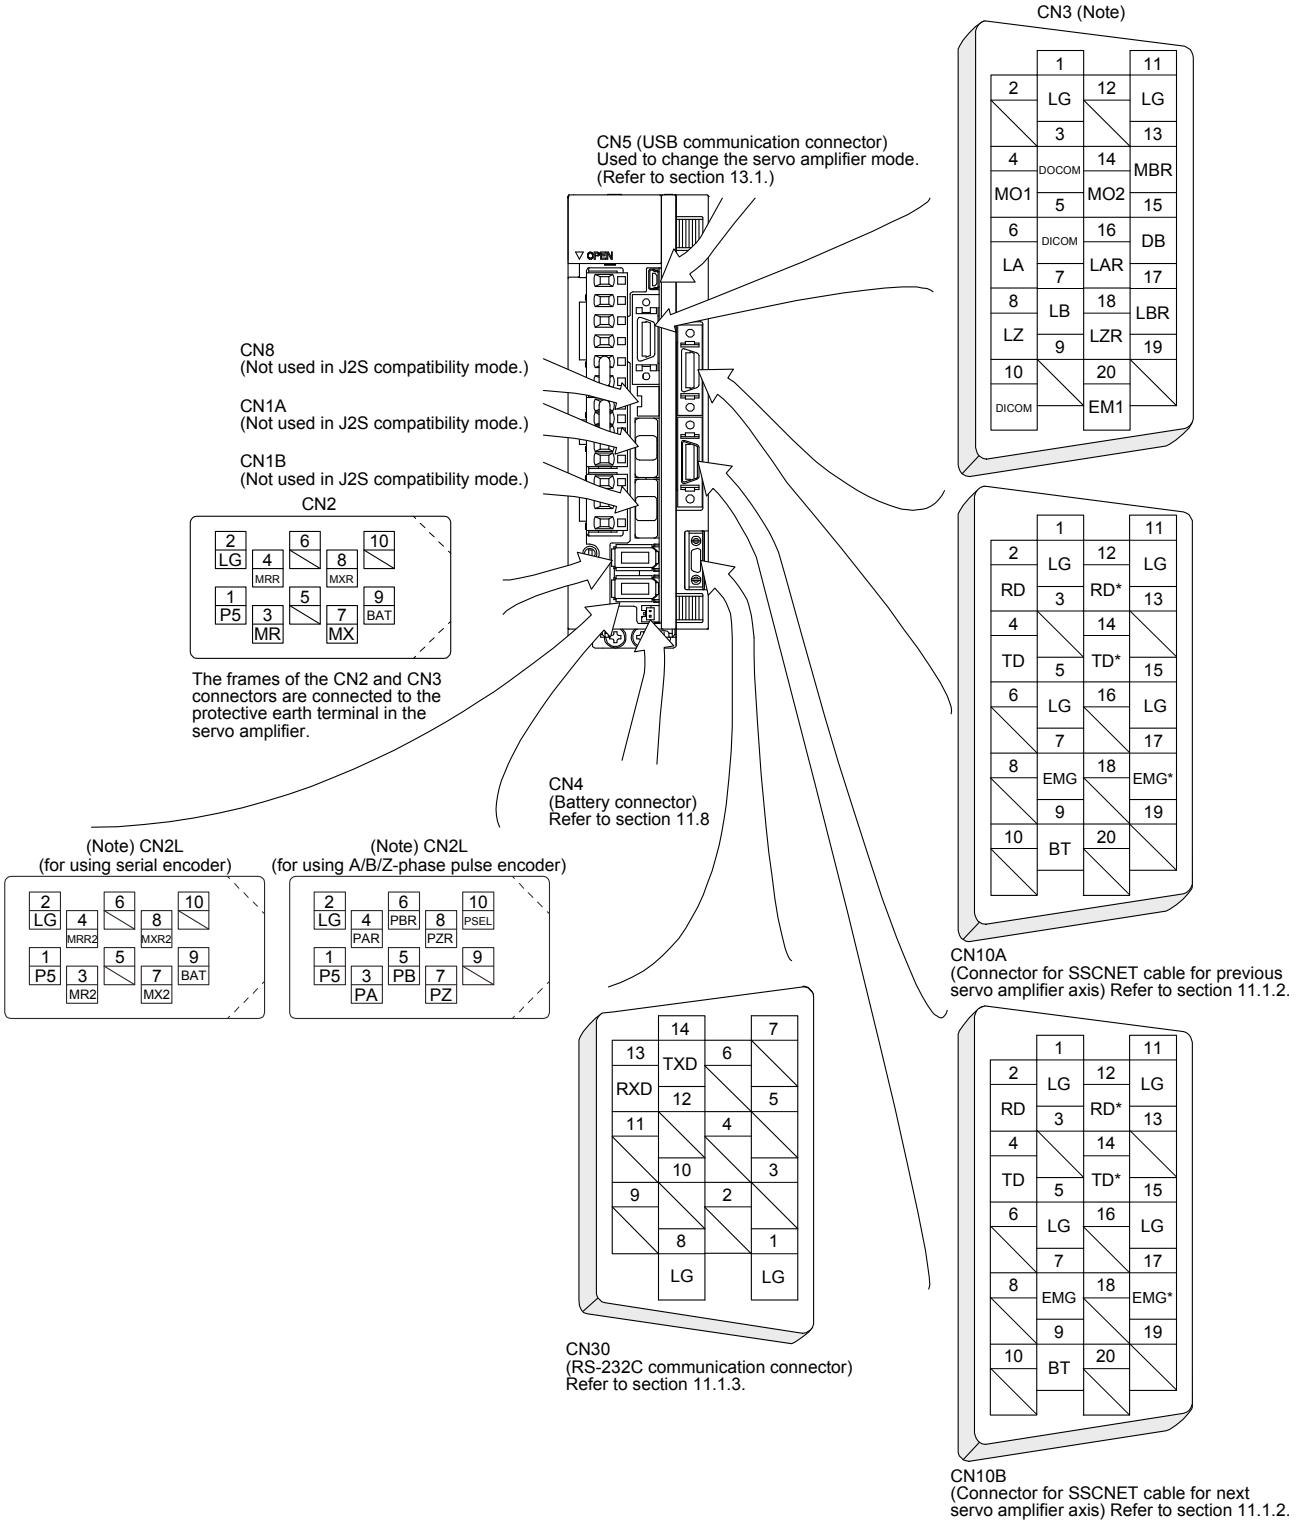 CN3 (Note)
1 11
2 LG 12 LG
3 13
4 DOCOM 14 MBR
MO1 5 MO2 15
6 DICOM 16 DB
LA 7 LAR 17
8 LB 18 LBR
LZ 9 LZR 19
10 20
DICOM EM1
CN5 (USB communication connector)
Used to change the servo amplifier mode.
(Refer to section 13.1.)
▽ OPEN
CN8
(Not used in J2S compatibility mode.)
CN1A
(Not used in J2S compatibility mode.)
CN1B
(Not used in J2S compatibility mode.)
CN2
2 6 10
LG 4 8
MRR MXR
1 5 9
P5 3 7 BAT
MR MX
The frames of the CN2 and CN3
connectors are connected to the
protective earth terminal in the
servo amplifier.
1 11
2 LG 12 LG
RD 3 RD* 13
4 14
TD 5 TD* 15
6 LG 16 LG
7 17
8 EMG 18 EMG*
9 19
10 BT 20
CN10A
(Connector for SSCNET cable for previous
servo amplifier axis) Refer to section 11.1.2.
CN4
(Battery connector)
Refer to section 11.8
(Note) CN2L
(for using serial encoder)
2 6 10
LG 4 8
MRR2 MXR2
1 5 9
P5 3 7 BAT
MR2 MX2
(Note) CN2L
(for using A/B/Z-phase pulse encoder)
2 6 10
LG 4 PBR 8 PSEL
PAR PZR
1 5 9
P5 3 PB 7
PA PZ
14 7
13 TXD 6
RXD 12 5
11 4
10 3
9 2
8 1
LG LG
CN30
(RS-232C communication connector)
Refer to section 11.1.3.
1 11
2 LG 12 LG
RD 3 RD* 13
4 14
TD 5 TD* 15
6 LG 16 LG
7 17
8 EMG 18 EMG*
9 19
10 BT 20
CN10B
(Connector for SSCNET cable for next
servo amplifier axis) Refer to section 11.1.2.